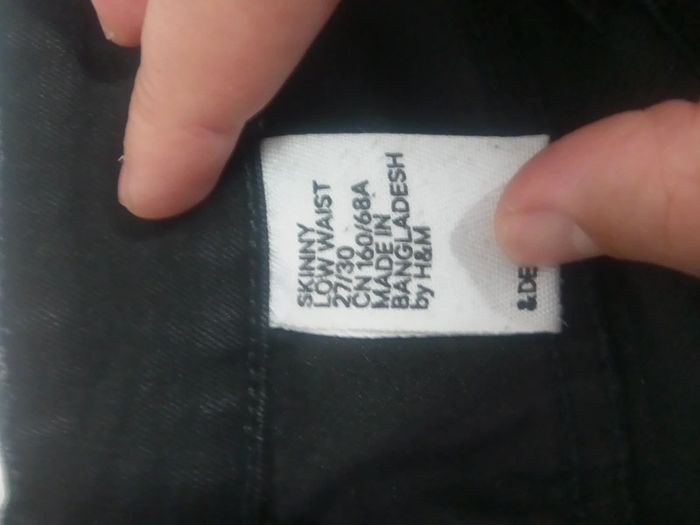 SKINNY
LOW WAIST
27/30
CN 160/68A
MADE IN
BANGLADESH
by H&M
&DE